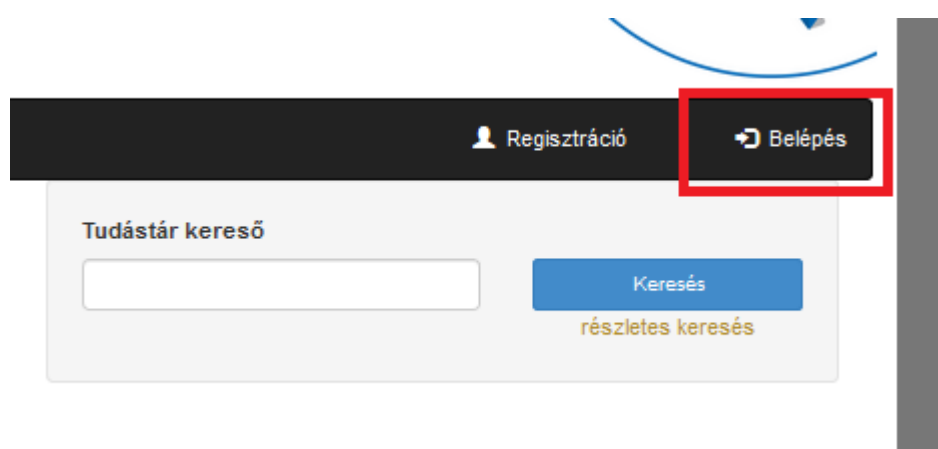 Regisztráció
Belépés
Tudástár kereső
Keresés
részletes keresés